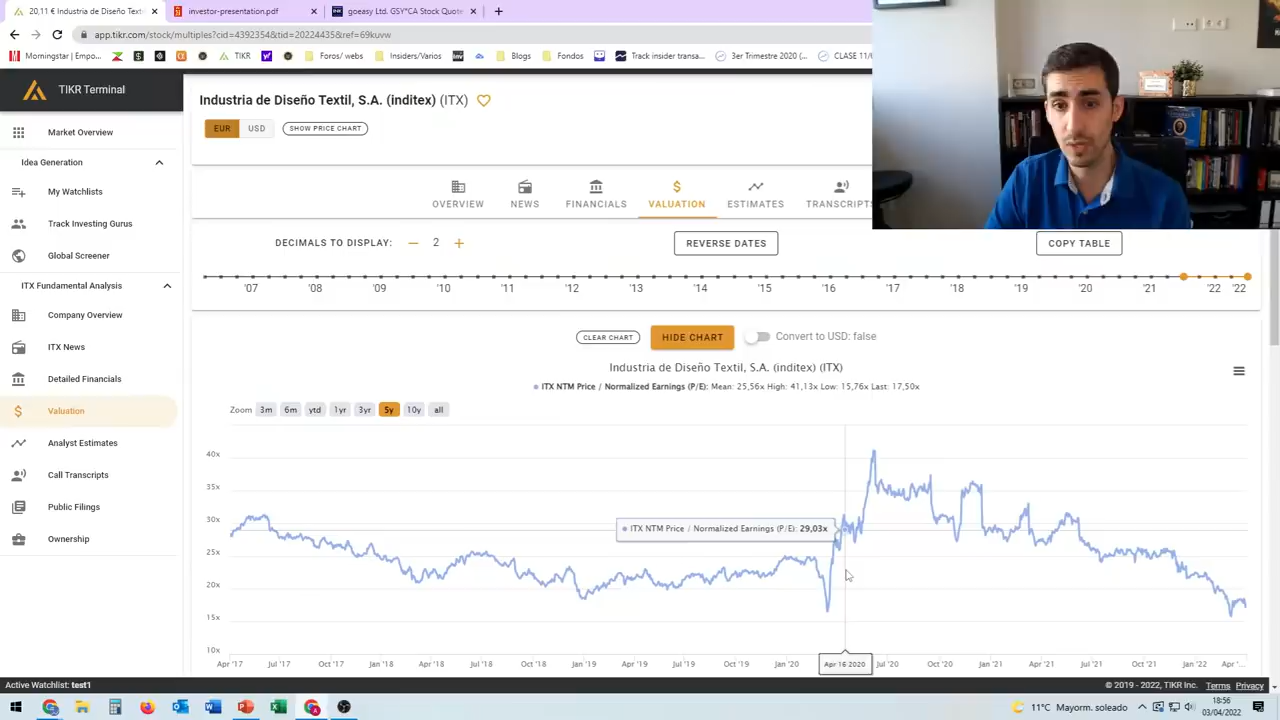 20,11 € Industria de Diseño Textil
investor-presentation.pdf
goeasy Ltd. GSY*CA Stock Quote
app.tikr.com/stock/multiples?cid=4392354&tid=20224435&ref=69kuvw
Morningstar | Empo...
TIKR
Foros/ webs
Insiders/Varios
Blogs
Fondos
Track insider transa...
3er Trimestre 2020 (...
TIKR Terminal
Market Overview
Idea Generation
My Watchlists
Track Investing Gurus
Global Screener
ITX Fundamental Analysis
Company Overview
ITX News
Detailed Financials
Valuation
Analyst Estimates
Call Transcripts
Public Filings
Ownership
Industria de Diseño Textil, S.A. (inditex) (ITX)
EUR USD SHOW PRICE CHART
OVERVIEW NEWS FINANCIALS VALUATION ESTIMATES TRANSCRIPTS
DECIMALS TO DISPLAY: — 2 + REVERSE DATES COPY TABLE
'07 '08 '09 '10 '11 '12 '13 '14 '15 '16 '17 '18 '19 '20 '21 '22 '22
CLEAR CHART HIDE CHART Convert to USD: false
Industria de Diseño Textil, S.A. (inditex) (ITX)
ITX NTM Price / Normalized Earnings (P/E): Mean: 25,56x High: 41,13x Low: 15,76x Last: 17,50x
Zoom 3m 6m ytd 1yr 3yr 5y 10y all
40x
35x
30x
25x
20x
15x
10x
ITX NTM Price / Normalized Earnings (P/E): 29,03x
Apr '17 Jul '17 Oct '17 Jan '18 Apr '18 Jul '18 Oct '18 Jan '19 Apr '19 Jul '19 Oct '19 Jan '20 Apr 16 2020 Jul '20 Oct '20 Jan '21 Apr '21 Jul '21 Oct '21 Jan '22 Apr '...
Active Watchlist: test1
© 2019 - 2022, TIKR Inc. Terms Privacy
11°C Mayorm. soleado
18:56
03/04/2022